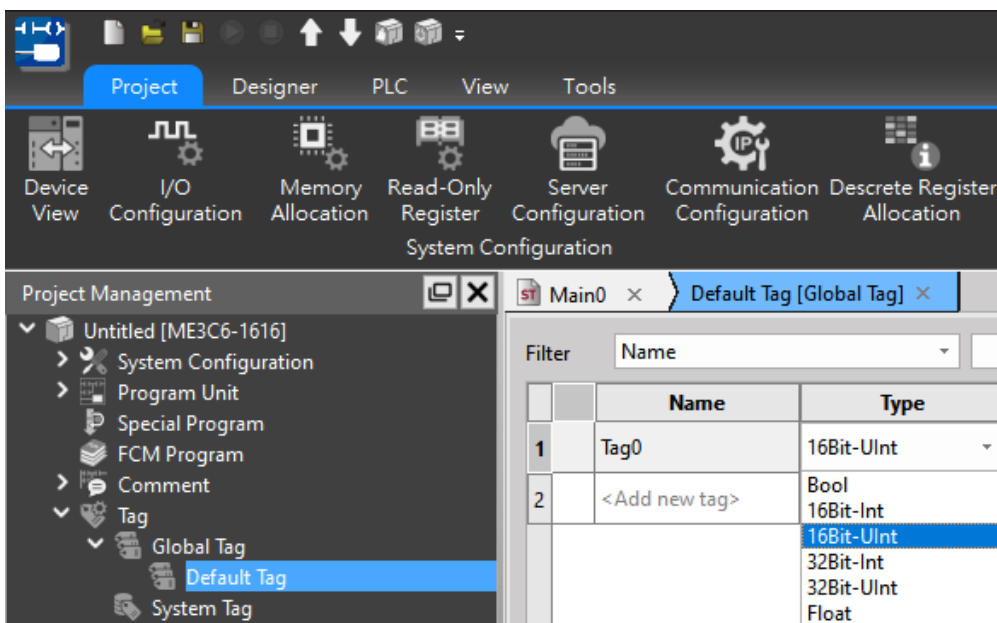 Project Designer PLC View Tools
Device View
I/O Configuration
Memory Allocation
Read-Only Register
Server Configuration
Communication Configuration
Descrete Register Allocation
System Configuration
Project Management
Untitled [ME3C6-1616]
System Configuration
Program Unit
Special Program
FCM Program
Comment
Tag
Global Tag
Default Tag
System Tag
ST Main0 Default Tag [Global Tag]
Filter Name
Name Type
1 Tag0 16Bit-UInt
2 <Add new tag>
Bool
16Bit-Int
16Bit-UInt
32Bit-Int
32Bit-UInt
Float